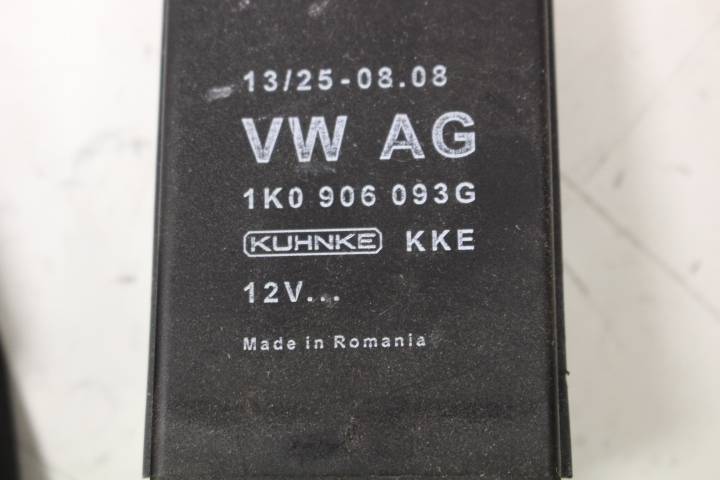 13/25-08.08
VW AG
1K0 906 093G
KUHNKE KKE
12V...
Made in Romania